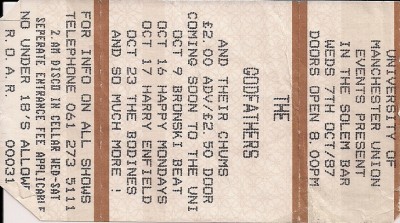 UNIVERSITY OF
MANCHESTER UNION
EVENTS PRESENT
IN THE SOLEM BAR
WEDS 7TH OCT/87
DOORS OPEN 8.00PM
THE
GODFATHERS
AND THEIR CHUMS
£2.00 ADV/£2.50 DOOR
COMING SOON TO THE UNI
OCT 9 BRONSKI BEAT
OCT 16 HAPPY MONDAYS
OCT 17 HARRY ENFIELD
OCT 23 THE BODINES
AND SO MUCH MORE !
FOR INFO ON ALL SHOWS
TELEPHONE 061 273 5111
2.AM DISCO IN CELLAR WED-SAT
SEPERATE ENTRANCE FEE
NO UNDER 18'S
R.O.A.R. 00031